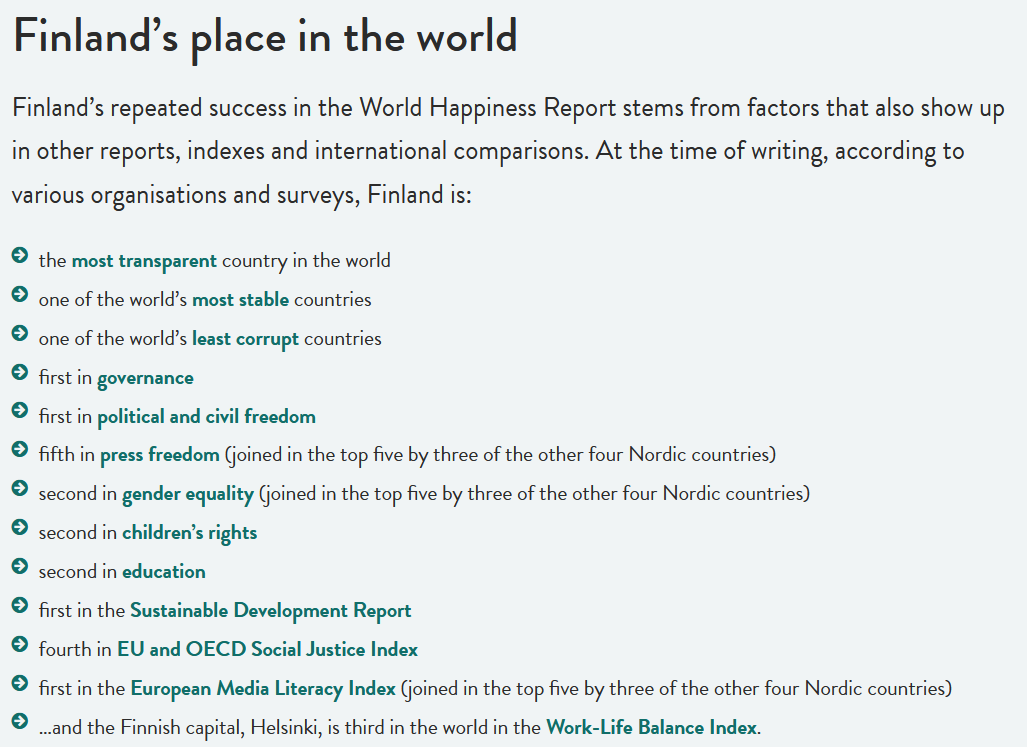 Finland’s place in the world
Finland’s repeated success in the World Happiness Report stems from factors that also show up
in other reports, indexes and international comparisons. At the time of writing, according to
various organisations and surveys, Finland is:
the most transparent country in the world
one of the world’s most stable countries
one of the world’s least corrupt countries
first in governance
first in political and civil freedom
fifth in press freedom (joined in the top five by three of the other four Nordic countries)
second in gender equality (joined in the top five by three of the other four Nordic countries)
second in children’s rights
second in education
first in the Sustainable Development Report
fourth in EU and OECD Social Justice Index
first in the European Media Literacy Index (joined in the top five by three of the other four Nordic countries)
…and the Finnish capital, Helsinki, is third in the world in the Work-Life Balance Index.